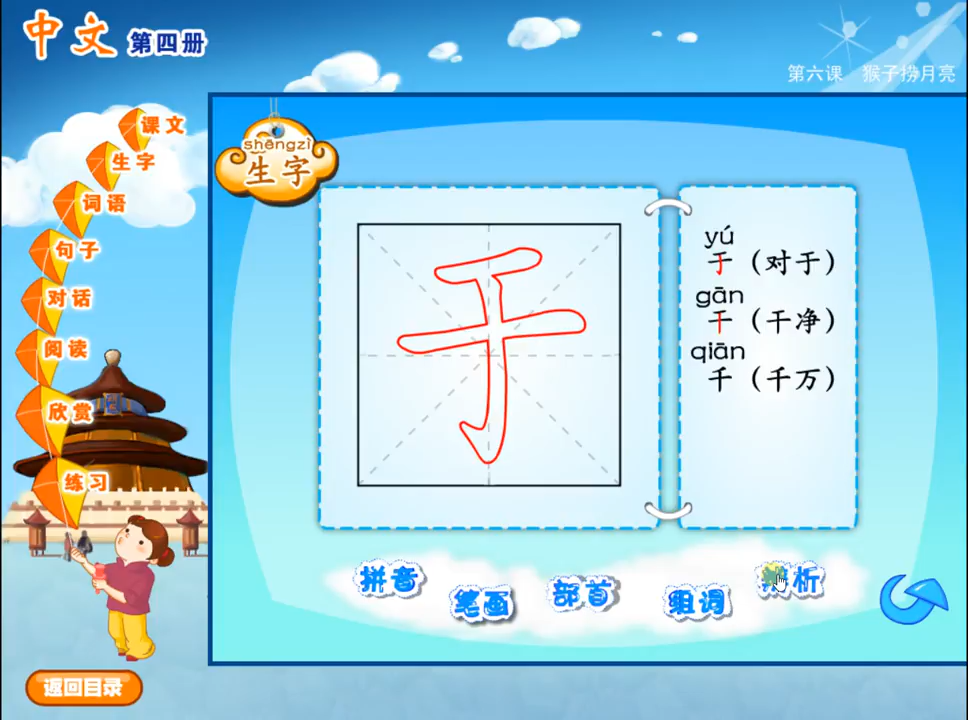 中文 第四册
第六课 猴子捞月亮
课文
生字
词语
句子
对话
阅读
欣赏
练习
返回目录
shēngzì
生字
于
yú
于（对于）
gān
干（干净）
qiān
千（千万）
拼音
笔画
部首
组词
辨析